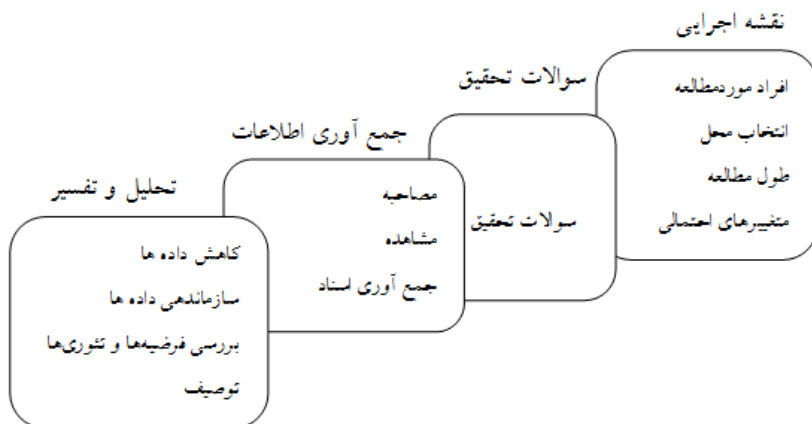 نقشه اجرایی
افراد موردمطالعه
انتخاب محل
طول مطالعه
متغییرهای احتمالی
سوالات تحقیق
سوالات تحقیق
جمع آوری اطلاعات
مصاحبه
مشاهده
جمع آوری اسناد
تحلیل و تفسیر
کاهش داده ها
سازماندهی داده ها
بررسی فرضیه‌ها و تئوری‌ها
توصیف